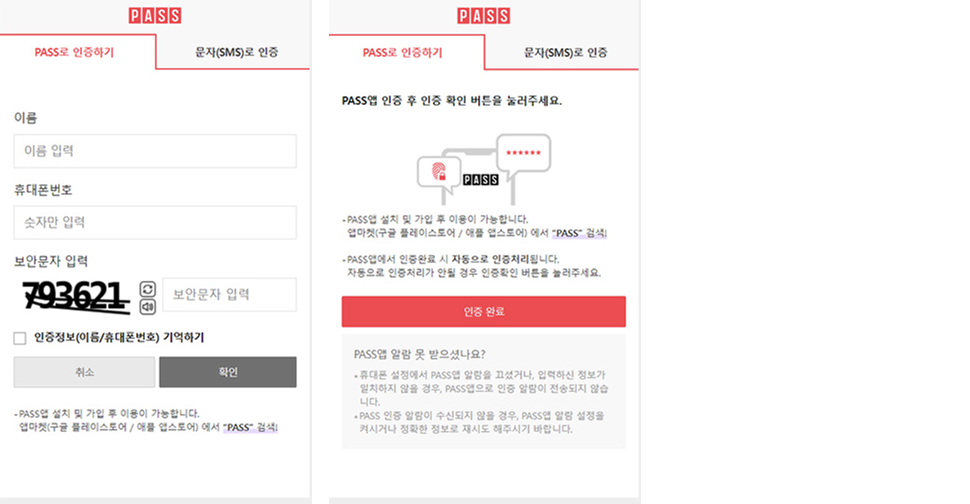 PASS
PASS로 인증하기
문자(SMS)로 인증
이름
이름 입력
휴대폰번호
숫자만 입력
보안문자 입력
793621
보안문자 입력
인증정보(이름/휴대폰번호) 기억하기
취소
확인
-PASS앱 설치 및 가입 후 이용이 가능합니다.
앱마켓(구글 플레이스토어 / 애플 앱스토어) 에서 "PASS" 검색!
PASS
PASS로 인증하기
문자(SMS)로 인증
PASS앱 인증 후 인증 확인 버튼을 눌러주세요.
******
PASS
-PASS앱 설치 및 가입 후 이용이 가능합니다.
앱마켓(구글 플레이스토어 / 애플 앱스토어) 에서 "PASS" 검색!
-PASS앱에서 인증완료 시 자동으로 인증처리됩니다.
자동으로 인증처리가 안될 경우 인증확인 버튼을 눌러주세요.
인증 완료
PASS앱 알람 못 받으셨나요?
• 휴대폰 설정에서 PASS앱 알람을 끄셨거나, 입력하신 정보가
일치하지 않을 경우, PASS앱으로 인증 알람이 전송되지 않습
니다.
• PASS 인증 알람이 수신되지 않을 경우, PASS앱 알람 설정을
켜시거나 정확한 정보로 재시도 해주시기 바랍니다.